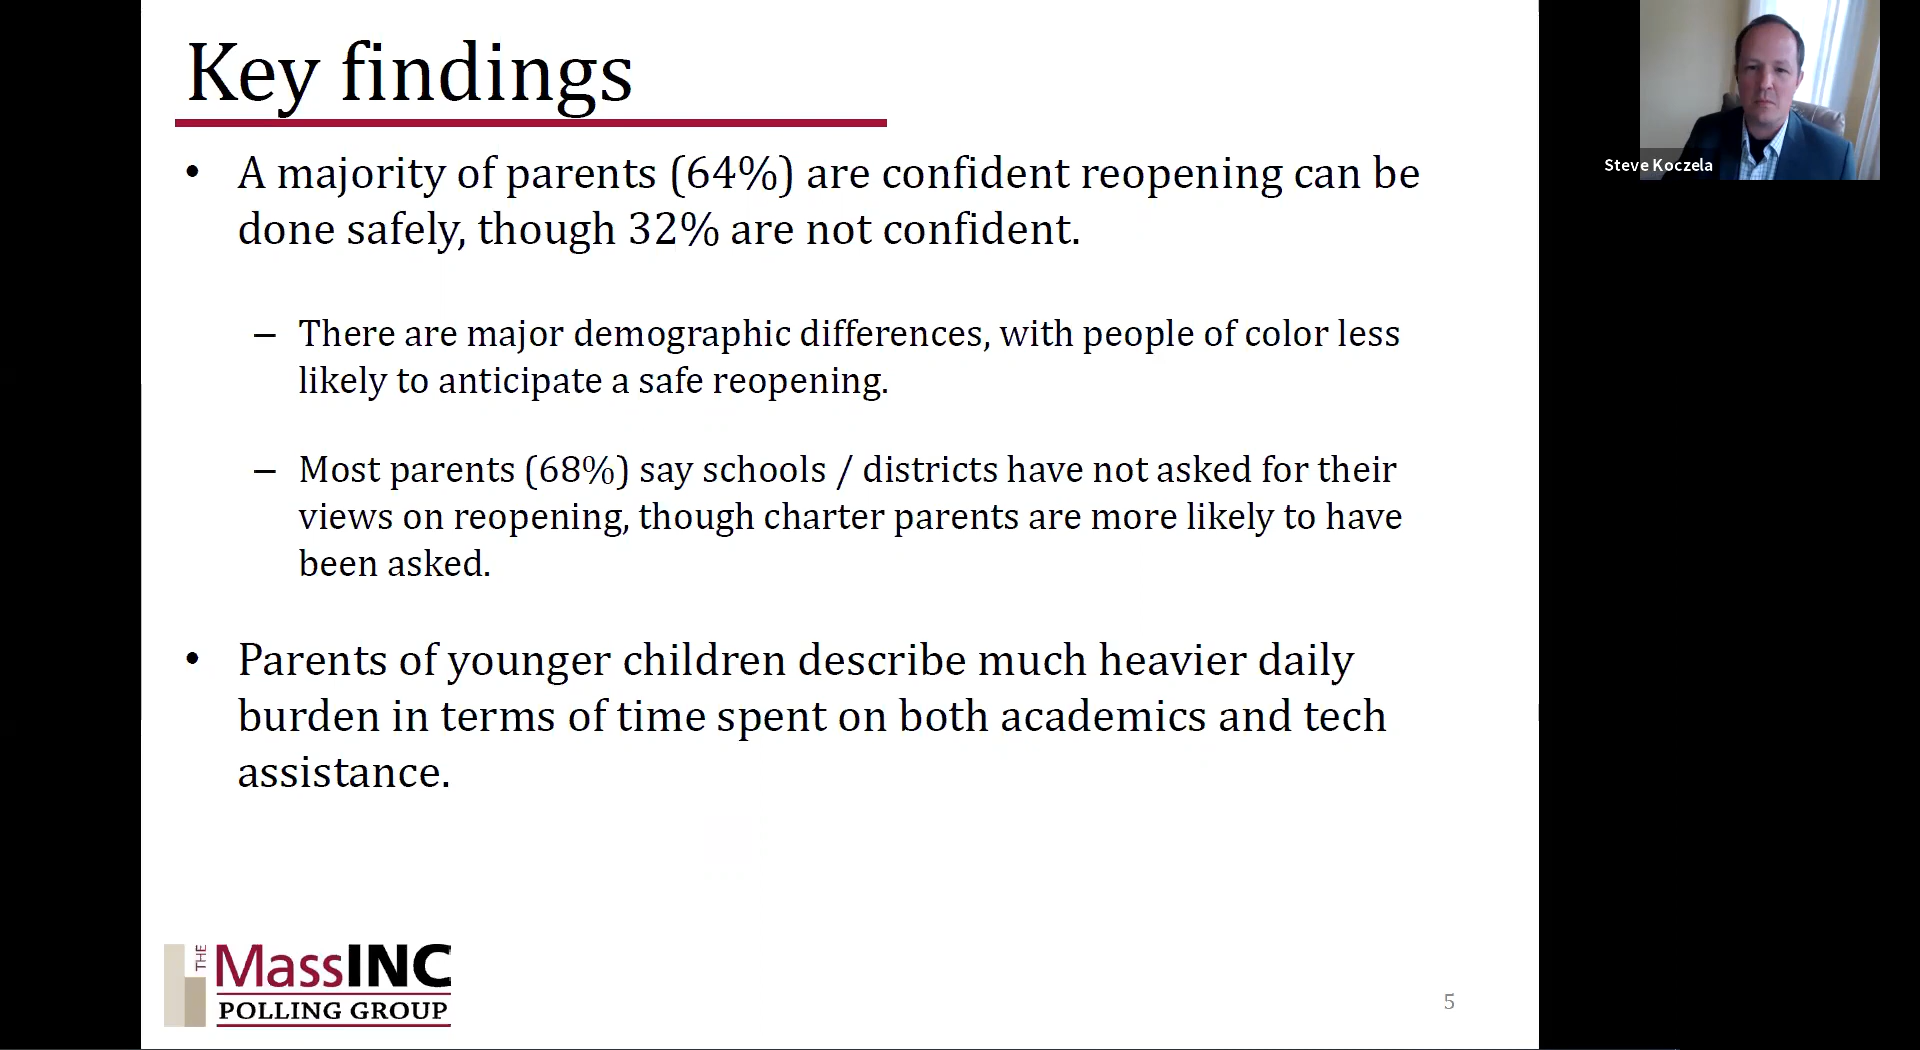 Key findings
• A majority of parents (64%) are confident reopening can be
done safely, though 32% are not confident.
– There are major demographic differences, with people of color less
likely to anticipate a safe reopening.
– Most parents (68%) say schools / districts have not asked for their
views on reopening, though charter parents are more likely to have
been asked.
• Parents of younger children describe much heavier daily
burden in terms of time spent on both academics and tech
assistance.
THE MassINC
POLLING GROUP
5
Steve Koczela